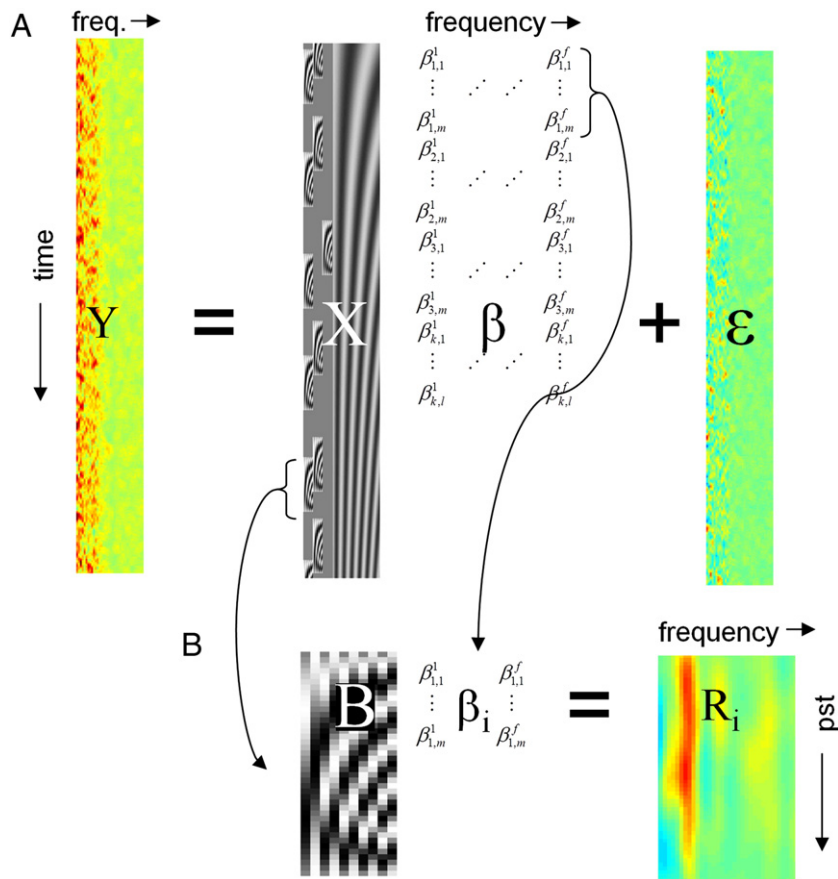 A
freq. →
frequency →
time
Y = X β + ε
β^1_{1,1} β^f_{1,1}
⋮ ⋰ ⋰ ⋮
β^1_{1,m} β^f_{1,m}
β^1_{2,1} β^f_{2,1}
⋮ ⋰ ⋰ ⋮
β^1_{2,m} β^f_{2,m}
β^1_{3,1} β^f_{3,1}
⋮ ⋰ ⋰ ⋮
β^1_{3,m} β^f_{3,m}
β^1_{k,1} β^f_{k,1}
⋮ ⋰ ⋰ ⋮
β^1_{k,l} β^f_{k,l}
B
frequency →
B β_i = R_i
β^1_{1,1} β^f_{1,1}
⋮ ⋮
β^1_{1,m} β^f_{1,m}
pst